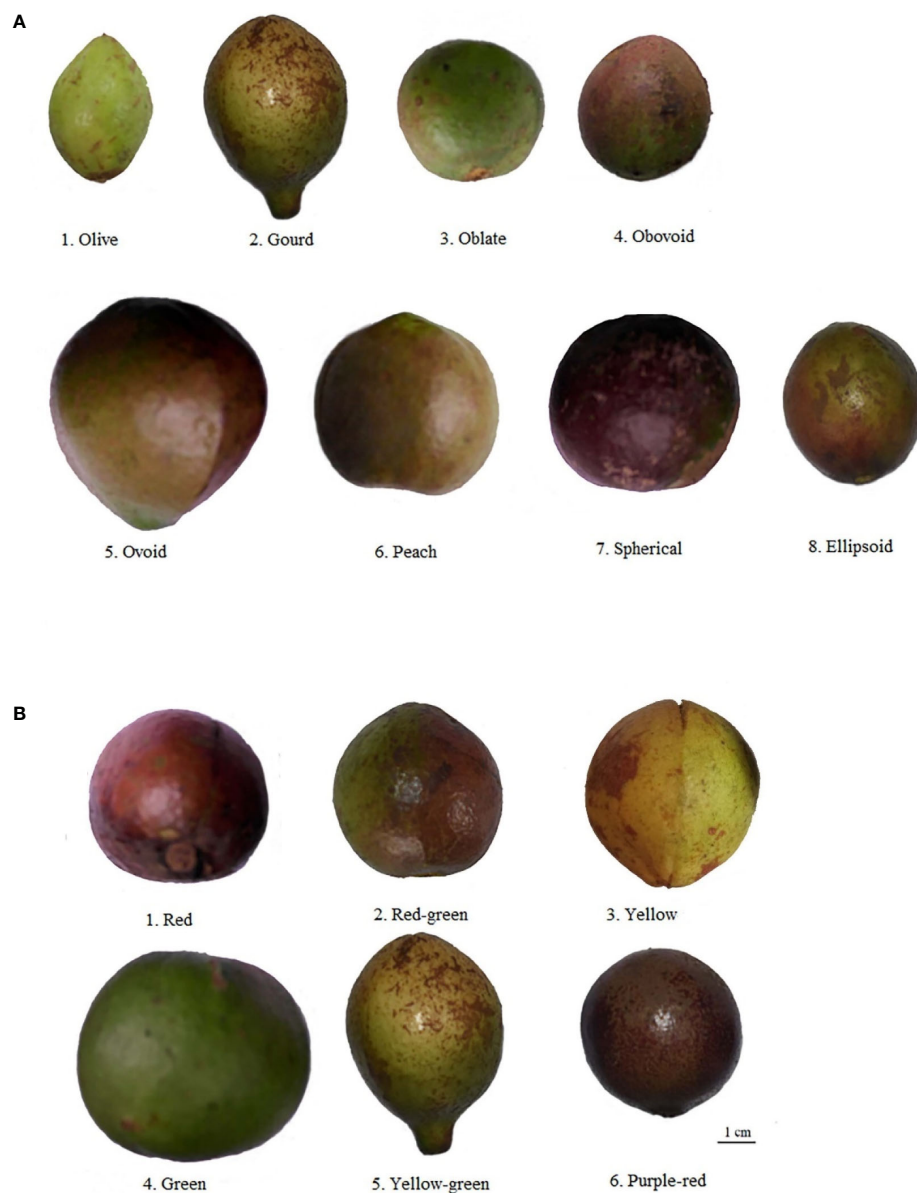 A
1. Olive
2. Gourd
3. Oblate
4. Obovoid
5. Ovoid
6. Peach
7. Spherical
8. Ellipsoid
B
1. Red
2. Red-green
3. Yellow
4. Green
5. Yellow-green
6. Purple-red
1 cm